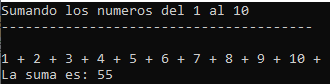 Sumando los numeros del 1 al 10
---------------------------------------
1 + 2 + 3 + 4 + 5 + 6 + 7 + 8 + 9 + 10 +
La suma es: 55